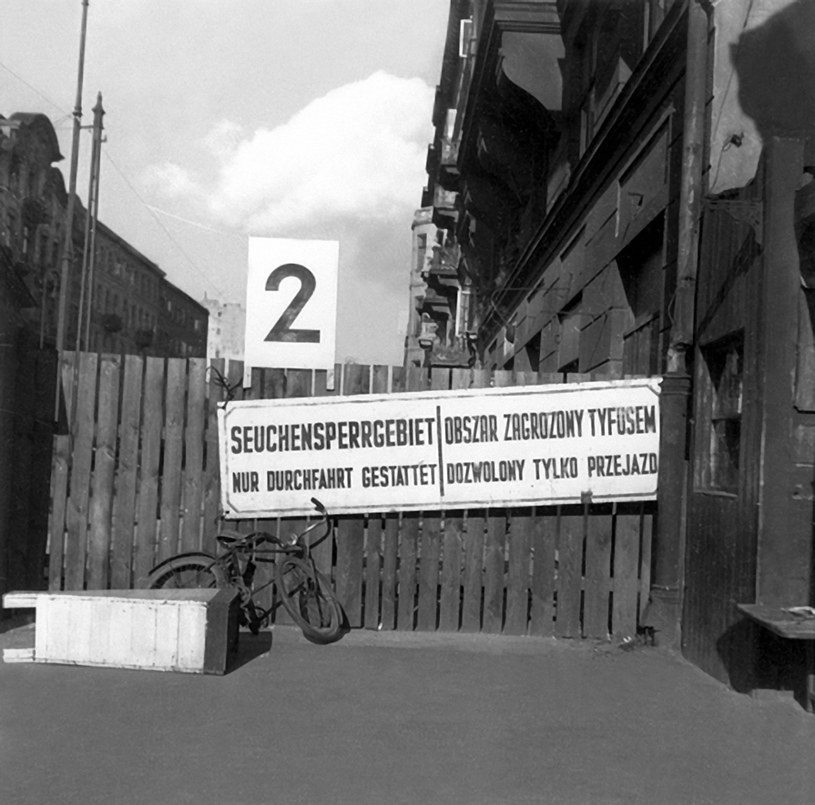 2
SEUCHENSPERRGEBIET
NUR DURCHFAHRT GESTATTET
OBSZAR ZAGROZONY TYFUSEM
DOZWOLONY TYLKO PRZEJAZD